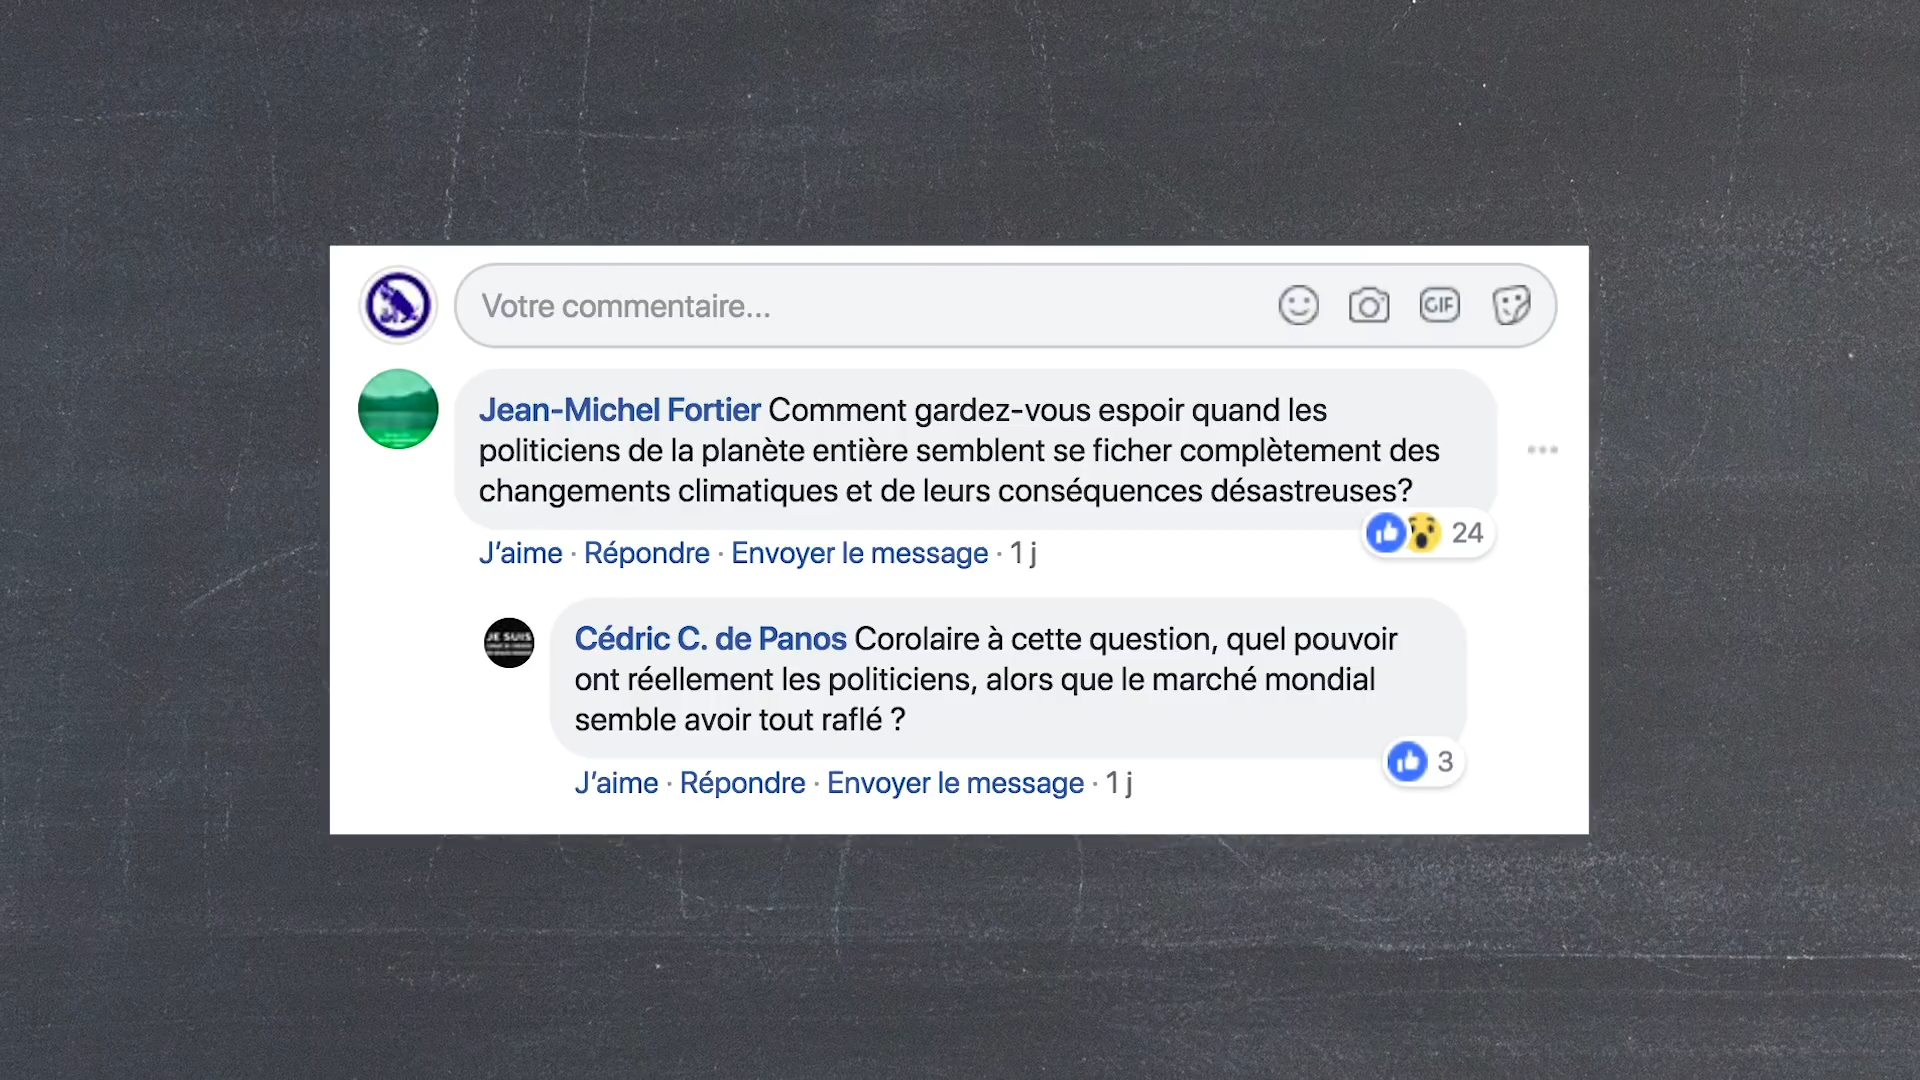 Votre commentaire...
GIF
Jean-Michel Fortier Comment gardez-vous espoir quand les
politiciens de la planète entière semblent se ficher complètement des
changements climatiques et de leurs conséquences désastreuses?
24
J'aime · Répondre · Envoyer le message · 1 j
JE SUIS
Cédric C. de Panos Corolaire à cette question, quel pouvoir
ont réellement les politiciens, alors que le marché mondial
semble avoir tout raflé ?
3
J'aime · Répondre · Envoyer le message · 1 j